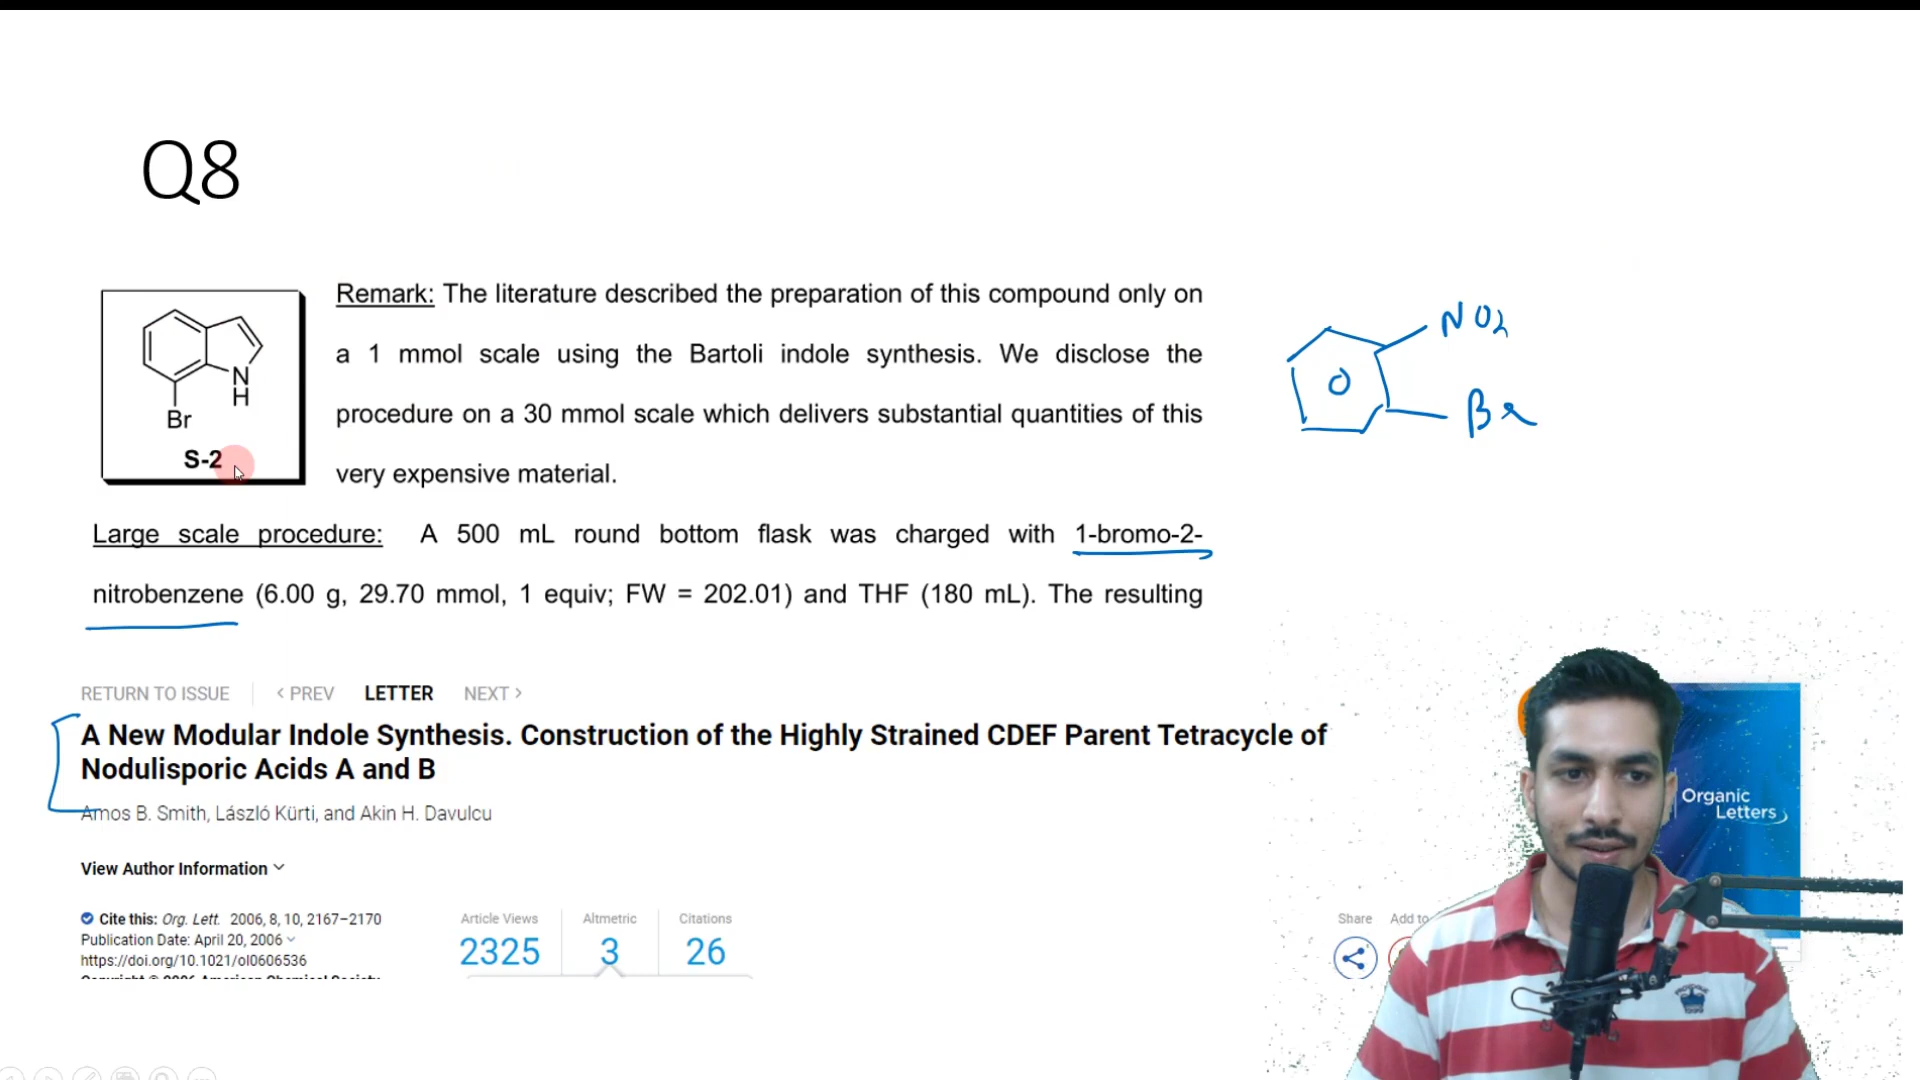 Q8
Remark: The literature described the preparation of this compound only on
a 1 mmol scale using the Bartoli indole synthesis. We disclose the
procedure on a 30 mmol scale which delivers substantial quantities of this
very expensive material.
N
H
Br
S-2
NO2
Br
Large scale procedure: A 500 mL round bottom flask was charged with 1-bromo-2-
nitrobenzene (6.00 g, 29.70 mmol, 1 equiv; FW = 202.01) and THF (180 mL). The resulting
RETURN TO ISSUE < PREV LETTER NEXT >
A New Modular Indole Synthesis. Construction of the Highly Strained CDEF Parent Tetracycle of
Nodulisporic Acids A and B
Amos B. Smith, László Kürti, and Akin H. Davulcu
View Author Information
Organic
Letters
Cite this: Org. Lett. 2006, 8, 10, 2167–2170
Publication Date: April 20, 2006
https://doi.org/10.1021/ol0606536
Copyright © 2006 American Chemical Society
Article Views
2325
Altmetric
3
Citations
26
Share
Add to